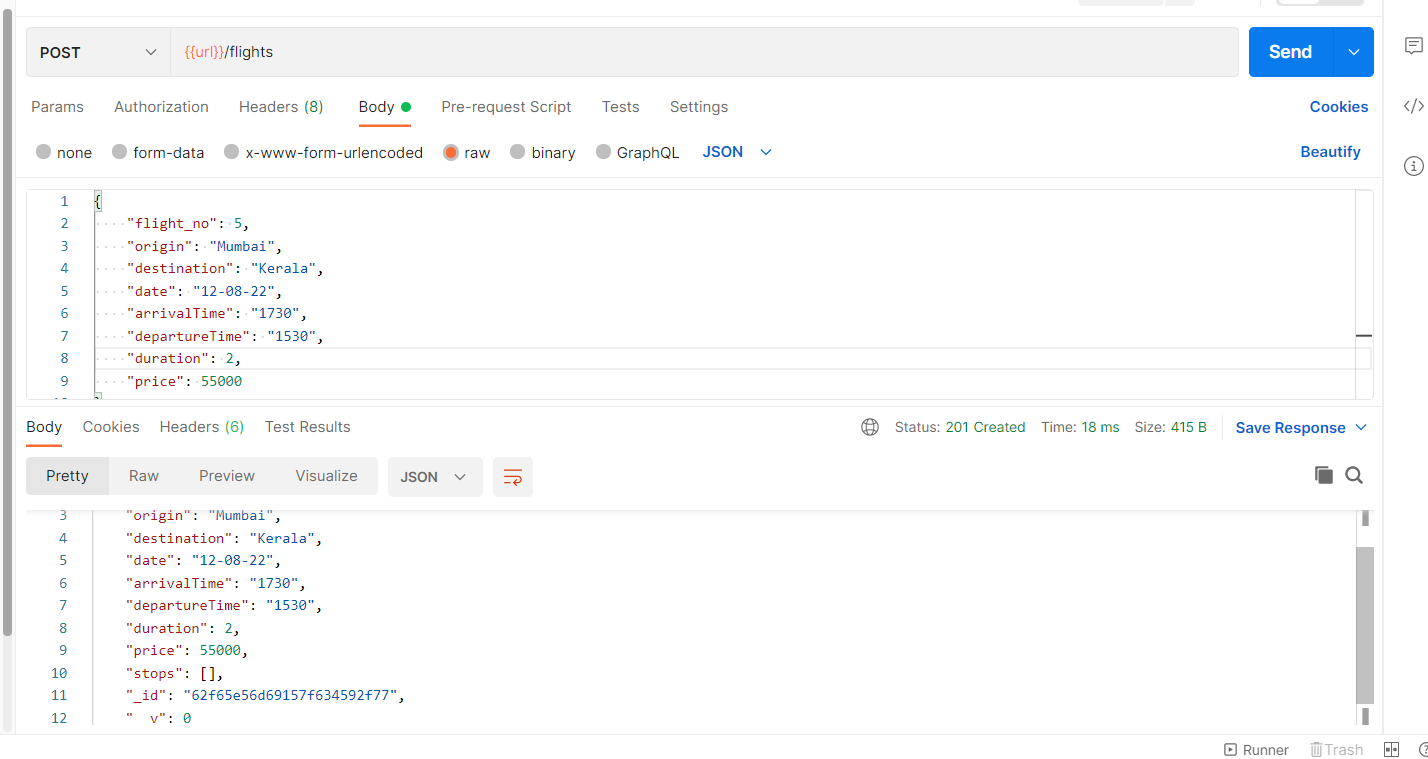 POST {{url}}/flights Send
Params Authorization Headers (8) Body Pre-request Script Tests Settings Cookies
none form-data x-www-form-urlencoded raw binary GraphQL JSON Beautify
1 {
2 "flight_no": 5,
3 "origin": "Mumbai",
4 "destination": "Kerala",
5 "date": "12-08-22",
6 "arrivalTime": "1730",
7 "departureTime": "1530",
8 "duration": 2,
9 "price": 55000
Body Cookies Headers (6) Test Results Status: 201 Created Time: 18 ms Size: 415 B Save Response
Pretty Raw Preview Visualize JSON
3 "origin": "Mumbai",
4 "destination": "Kerala",
5 "date": "12-08-22",
6 "arrivalTime": "1730",
7 "departureTime": "1530",
8 "duration": 2,
9 "price": 55000,
10 "stops": [],
11 "_id": "62f65e56d69157f634592f77",
12 "__v": 0
Runner Trash